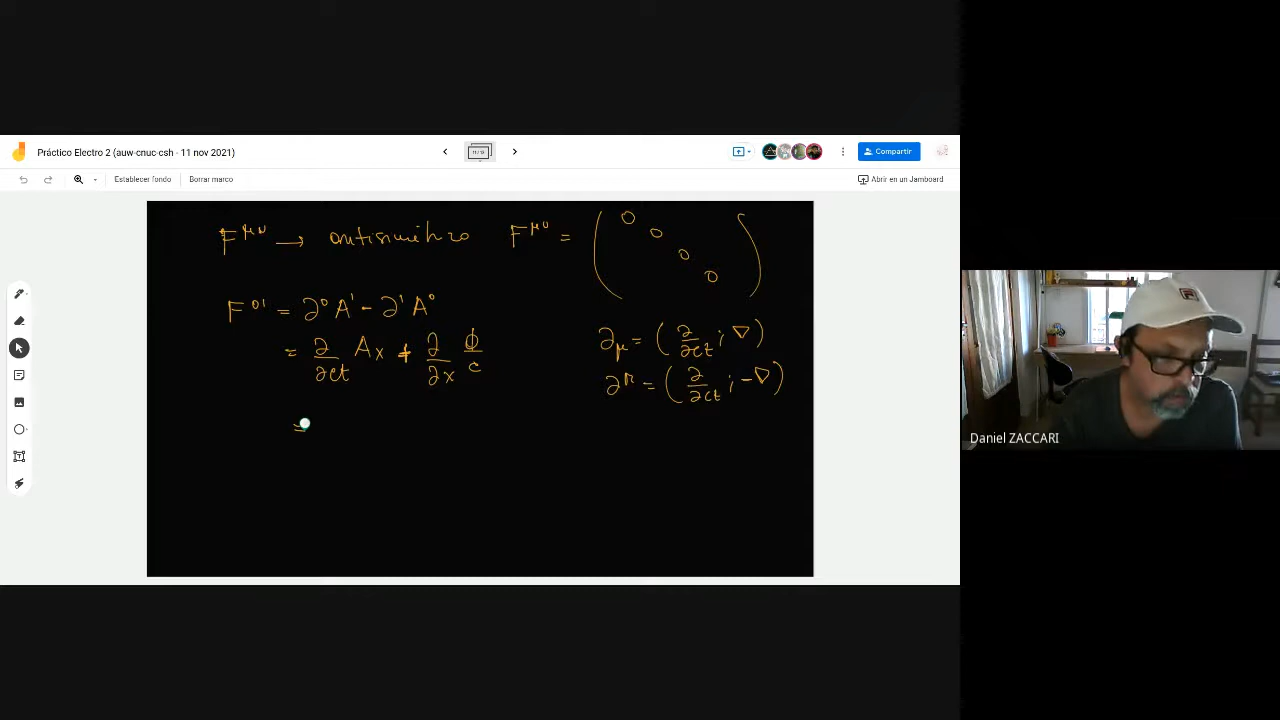 Práctico Electro 2 (auw-cnuc-csh - 11 nov 2021)
Compartir
Establecer fondo
Borrar marco
Abrir en un Jamboard
F^{μν} → antisimétrico F^{μν} = ( 0 0 0 0 )
F^{01} = ∂^0 A^1 - ∂^1 A^0
= ∂/∂ct Ax + ∂/∂x ϕ/c
∂_μ = (∂/∂ct ; ∇)
∂^μ = (∂/∂ct ; -∇)
=
Daniel ZACCARI